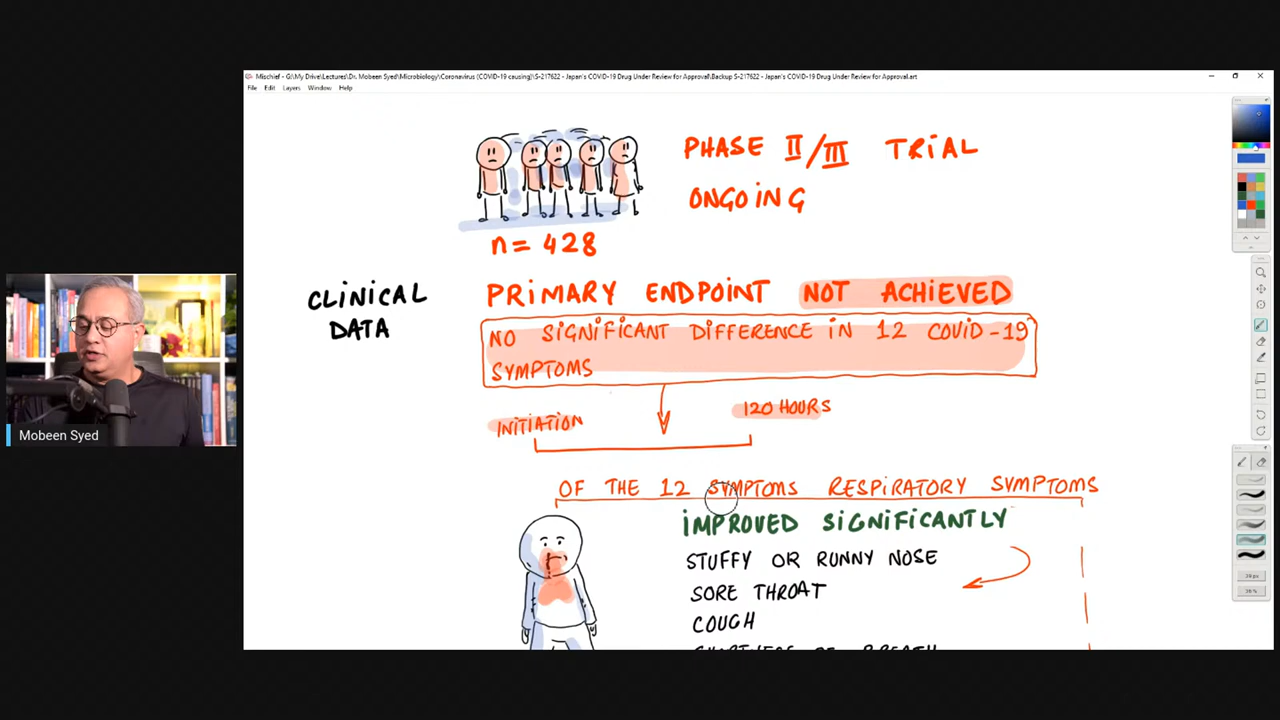 Mischief - G:\My Drive\Lectures\Dr. Mobeen Syed\Microbiology\Coronavirus (COVID-19 causing)\S-217622 - Japan's COVID-19 Drug Under Review for Approval\Backup S-217622 - Japan's COVID-19 Drug Under Review for Approval.art
File Edit Layers Window Help
PHASE II/III TRIAL
ONGOING
n = 428
CLINICAL
DATA
PRIMARY ENDPOINT NOT ACHIEVED
NO SIGNIFICANT DIFFERENCE IN 12 COVID-19
SYMPTOMS
INITIATION
120 HOURS
OF THE 12 SYMPTOMS RESPIRATORY SYMPTOMS
IMPROVED SIGNIFICANTLY
STUFFY OR RUNNY NOSE
SORE THROAT
COUGH
Mobeen Syed
39 px
36 %